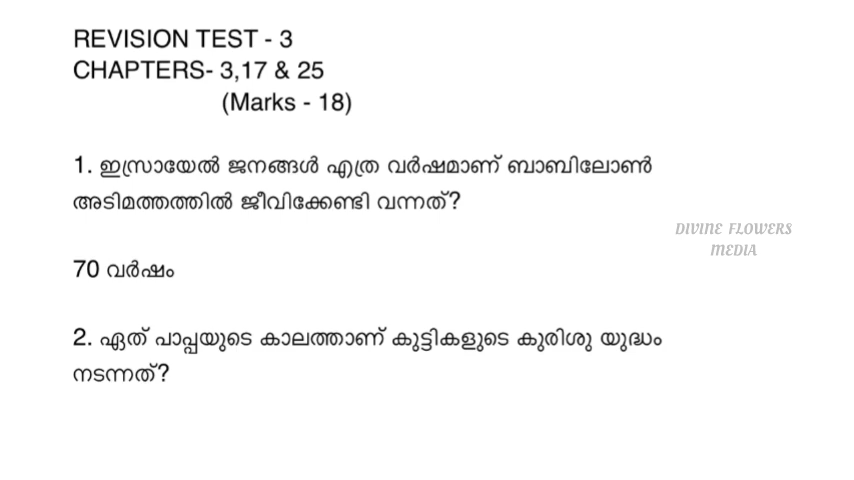 REVISION TEST - 3
CHAPTERS- 3,17 & 25
(Marks - 18)
1. ഇസ്രായേൽ ജനങ്ങൾ എത്ര വർഷമാണ് ബാബിലോൺ
അടിമത്തത്തിൽ ജീവിക്കേണ്ടി വന്നത്?
DIVINE FLOWERS
MEDIA
70 വർഷം
2. ഏത് പാപ്പയുടെ കാലത്താണ് കുട്ടികളുടെ കുരിശു യുദ്ധം
നടന്നത്?